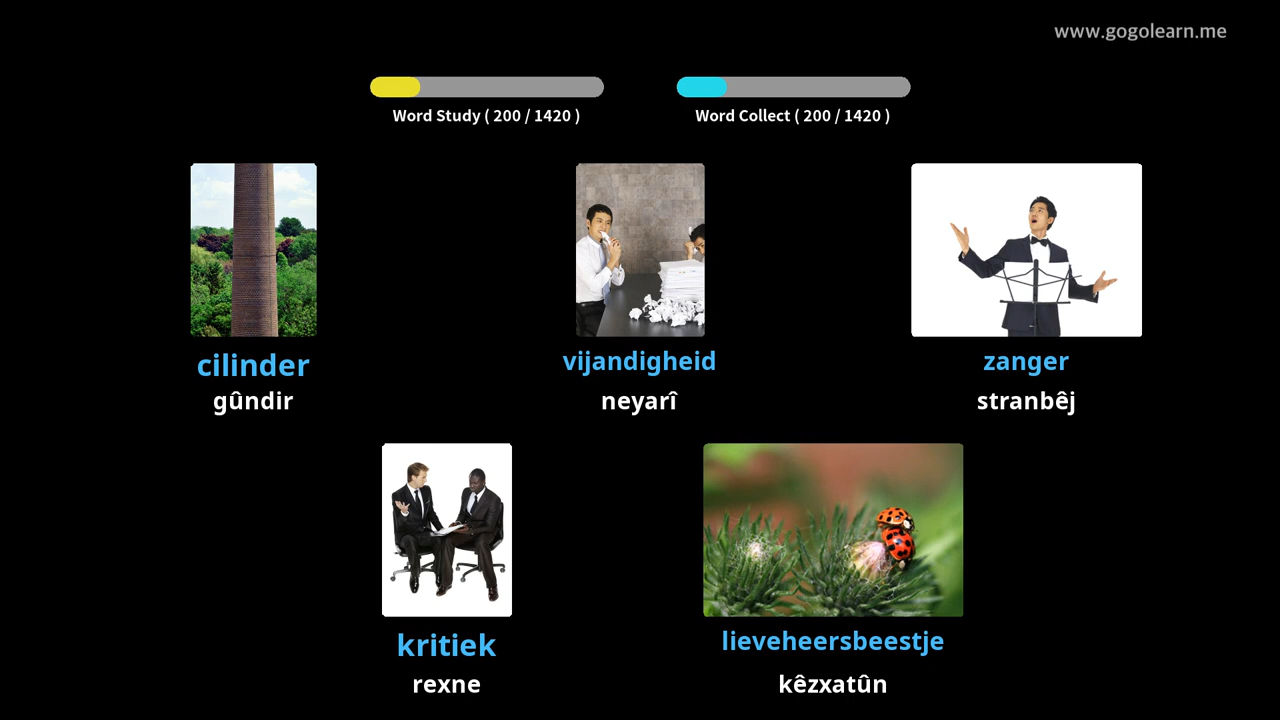 www.gogolearn.me
Word Study ( 200 / 1420 )
Word Collect ( 200 / 1420 )
cilinder
gûndir
vijandigheid
neyarî
zanger
stranbêj
kritiek
rexne
lieveheersbeestje
kêzxatûn